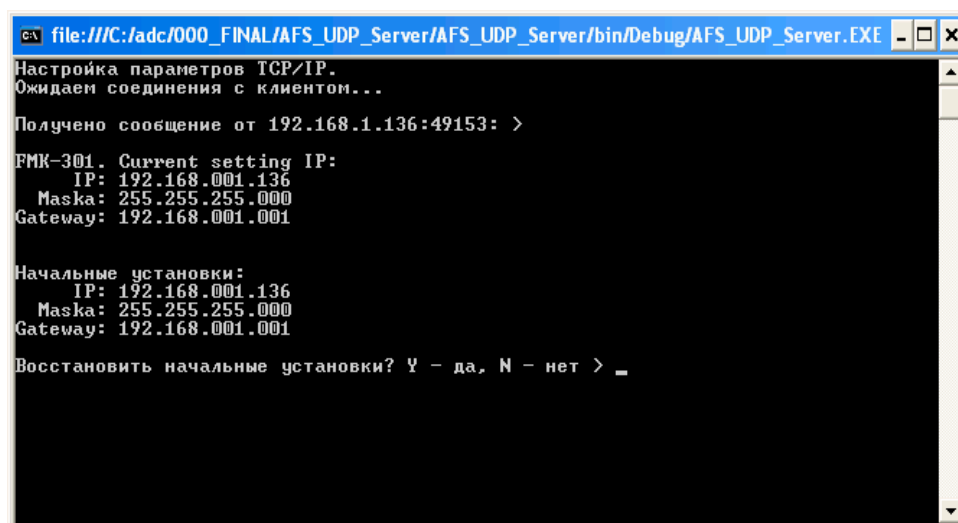 file:///C:/adc/000_FINAL/AFS_UDP_Server/AFS_UDP_Server/bin/Debug/AFS_UDP_Server.EXE
Настройка параметров TCP/IP.
Ожидаем соединения с клиентом...
Получено сообщение от 192.168.1.136:49153: >
FMK-301. Current setting IP:
IP: 192.168.001.136
Maska: 255.255.255.000
Gateway: 192.168.001.001
Начальные установки:
IP: 192.168.001.136
Maska: 255.255.255.000
Gateway: 192.168.001.001
Восстановить начальные установки? Y - да, N - нет > _